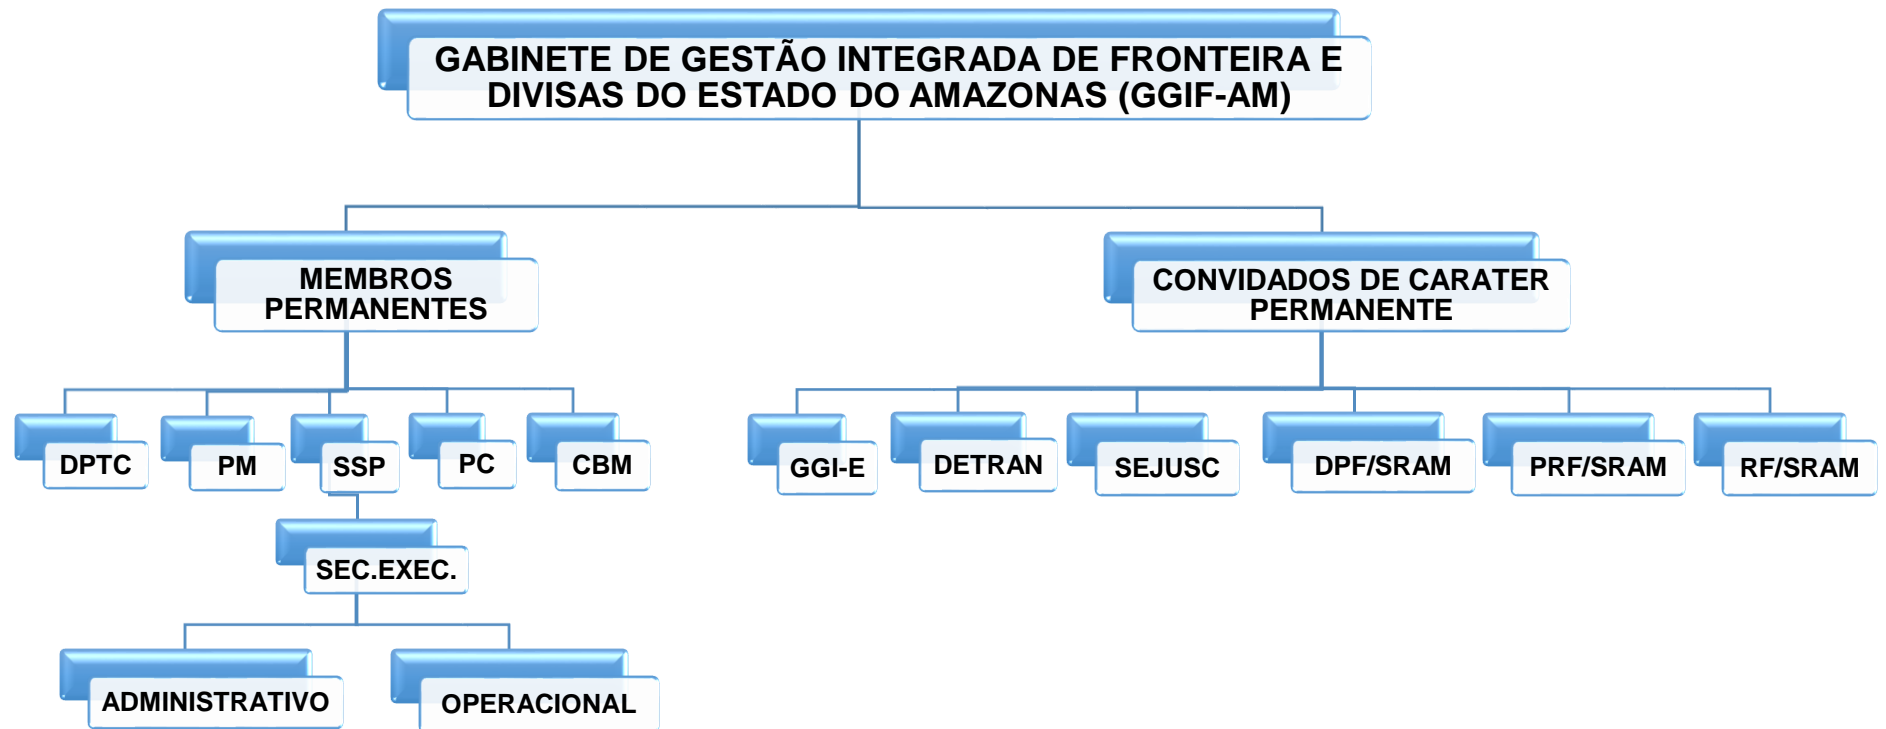 GABINETE DE GESTÃO INTEGRADA DE FRONTEIRA E
DIVISAS DO ESTADO DO AMAZONAS (GGIF-AM)
MEMBROS
PERMANENTES
CONVIDADOS DE CARATER
PERMANENTE
DPTC
PM
SSP
PC
CBM
GGI-E
DETRAN
SEJUSC
DPF/SRAM
PRF/SRAM
RF/SRAM
SEC.EXEC.
ADMINISTRATIVO
OPERACIONAL